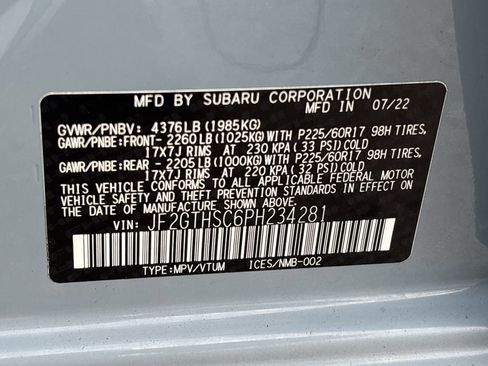 MFD BY SUBARU CORPORATION 07/22
GVWR/PNBV: 4376LB(1985KG)
GAWR/PNBE:FRONT-2260LB(1025KG)WITH P225/60R17 98H TIRES,
17X7J RIMS AT 230 KPA (33 PSI)COLD
GAWR/PNBE:REAR -2205LB(1000KG)WITH P225/60R17 98H TIRES,
17X7J RIMS AT 220 KPA (32 PSI)COLD
THIS VEHICLE CONFORMS TO ALL APPLICABLE FEDERAL MOTOR
VEHICLE SAFETY, BUMPER, AND THEFT PREVENTION STANDARDS IN
EFFECT ON THE DATE OF MANUFACTURE SHOWN ABOVE.
VIN: JF2GTHSC6PH234281
TYPE:MPV/VTUM ICES/NMB-002